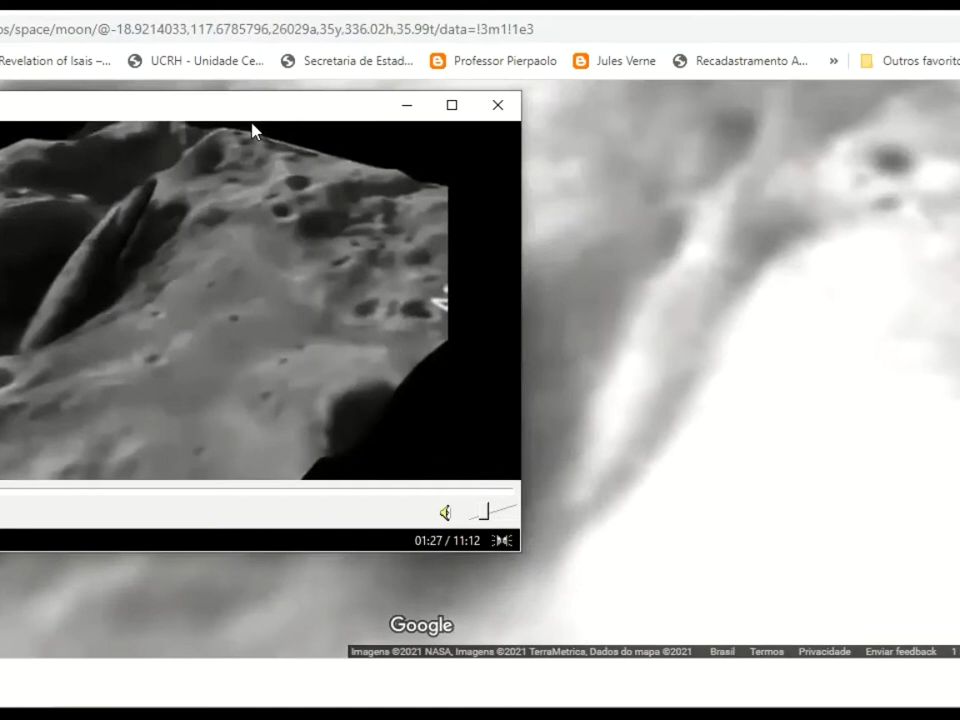 os/space/moon/@-18.9214033,117.6785796,26029a,35y,336.02h,35.99t/data=!3m1!1e3
Revelation of Isais –... UCRH - Unidade Ce... Secretaria de Estad... Professor Pierpaolo Jules Verne Recadastramento A... » Outros favorito
01:27 / 11:12
Google
Imagens ©2021 NASA, Imagens ©2021 TerraMetrica, Dados do mapa ©2021 Brasil Termos Privacidade Enviar feedback 1